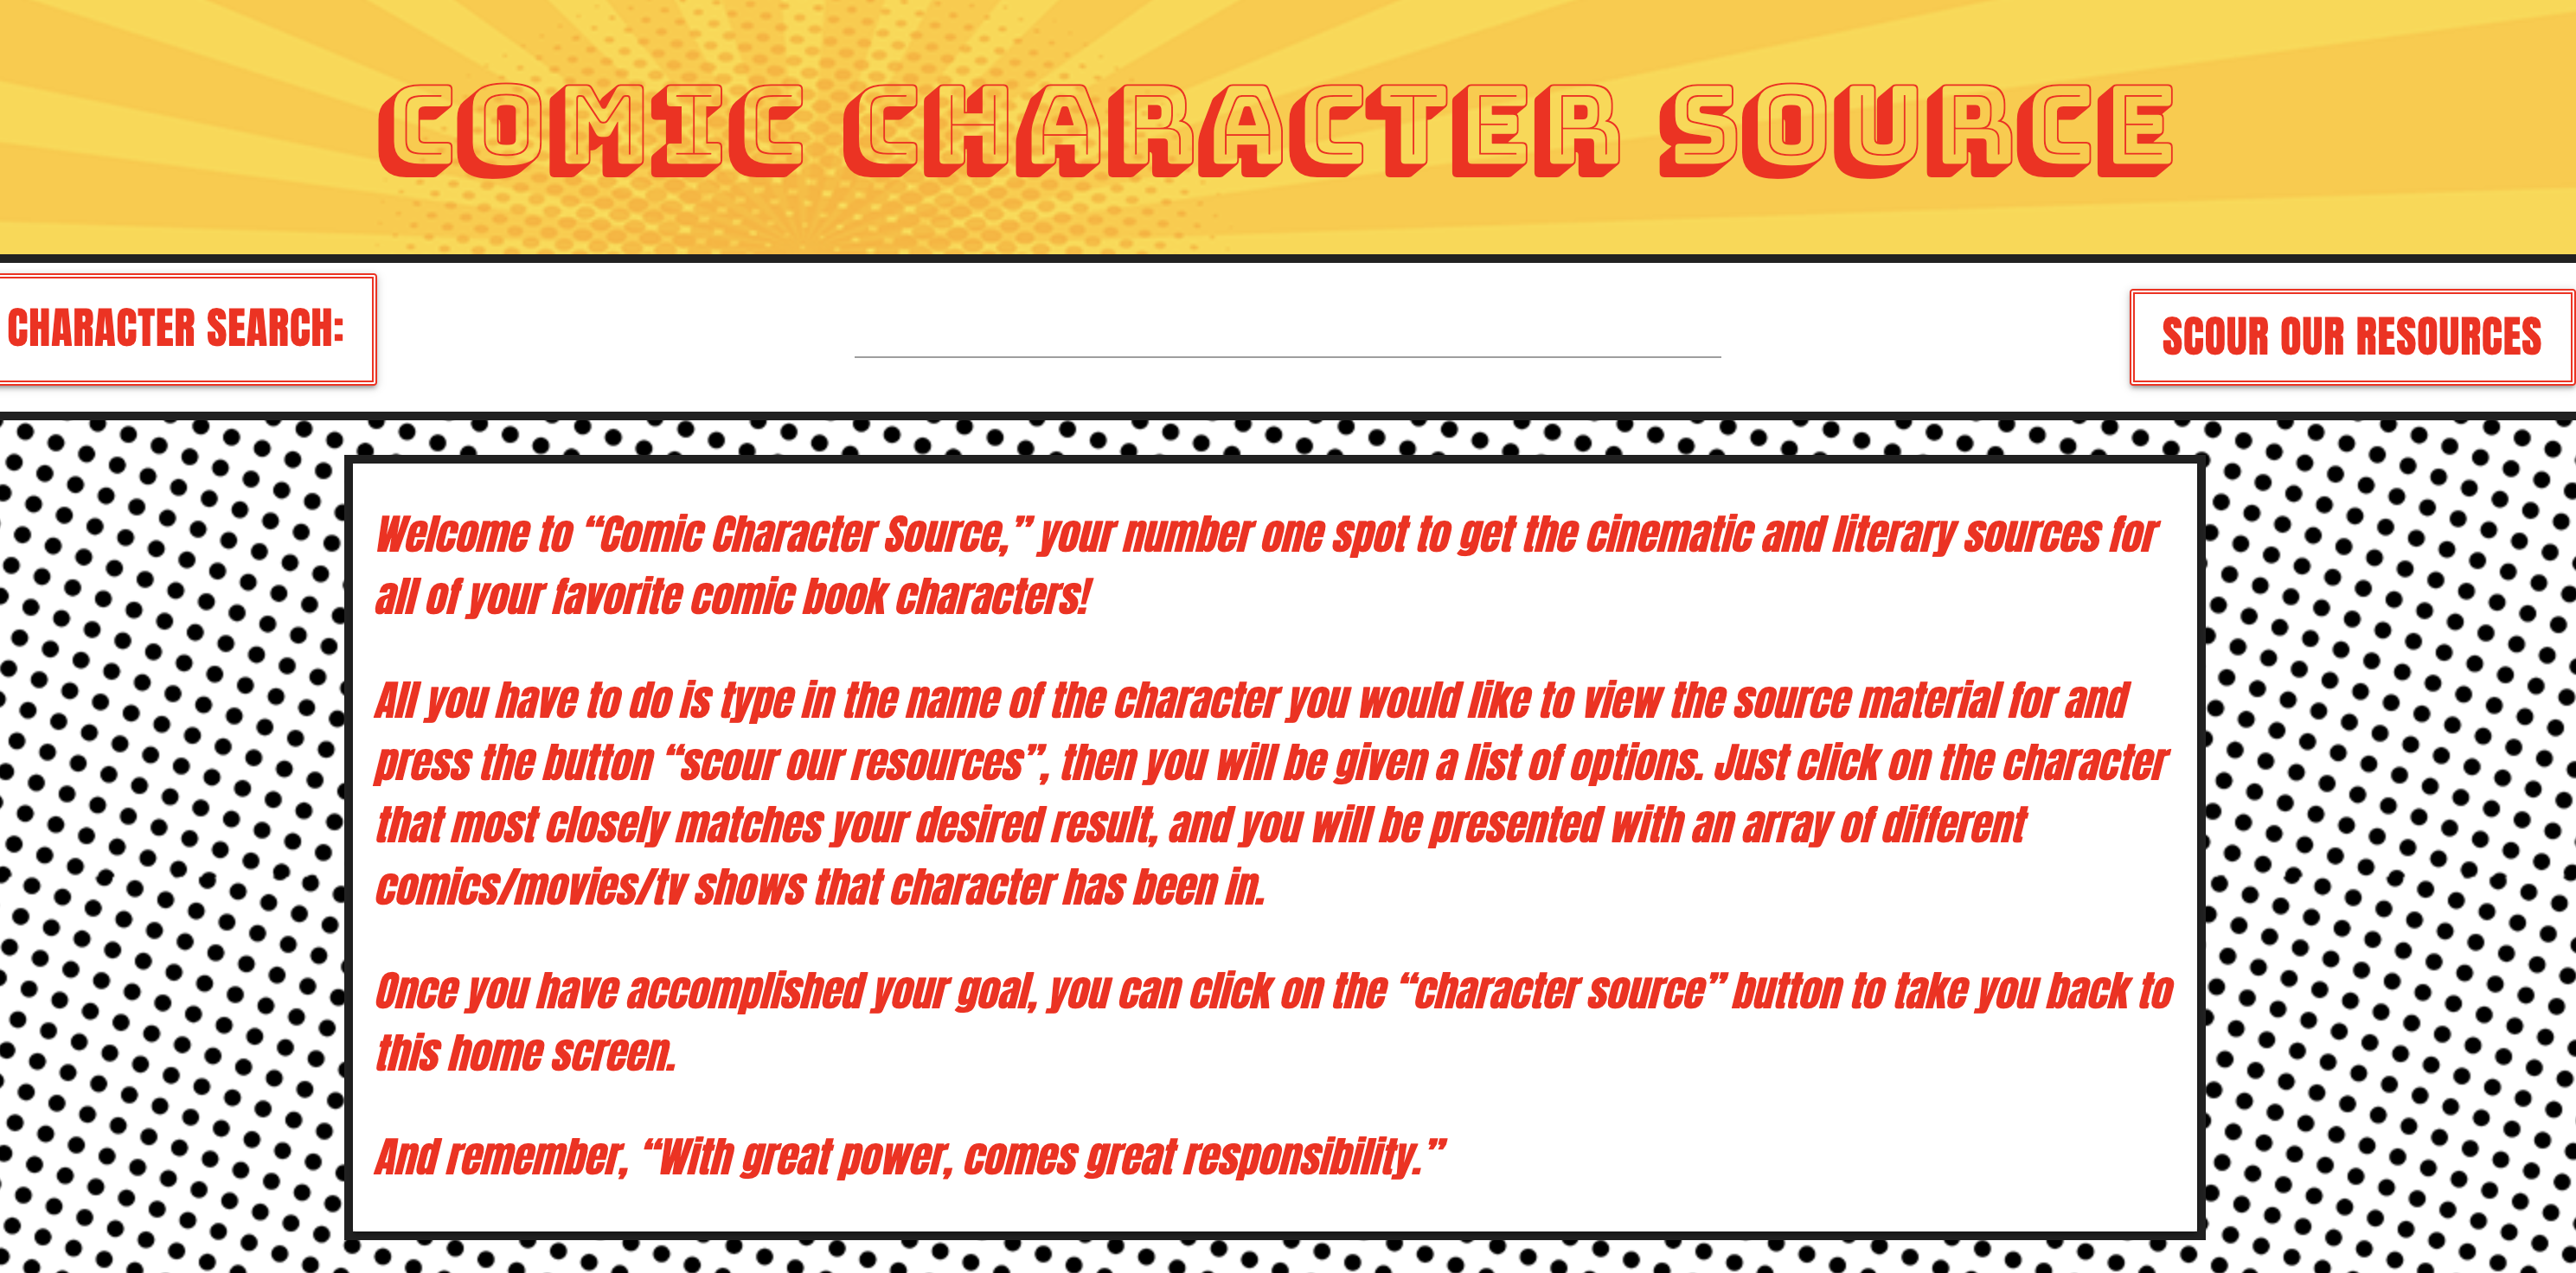 COMIC CHARACTER SOURCE
CHARACTER SEARCH:
SCOUR OUR RESOURCES
Welcome to “Comic Character Source,” your number one spot to get the cinematic and literary sources for
all of your favorite comic book characters!
All you have to do is type in the name of the character you would like to view the source material for and
press the button “scour our resources”, then you will be given a list of options. Just click on the character
that most closely matches your desired result, and you will be presented with an array of different
comics/movies/tv shows that character has been in.
Once you have accomplished your goal, you can click on the “character source” button to take you back to
this home screen.
And remember, “With great power, comes great responsibility.”